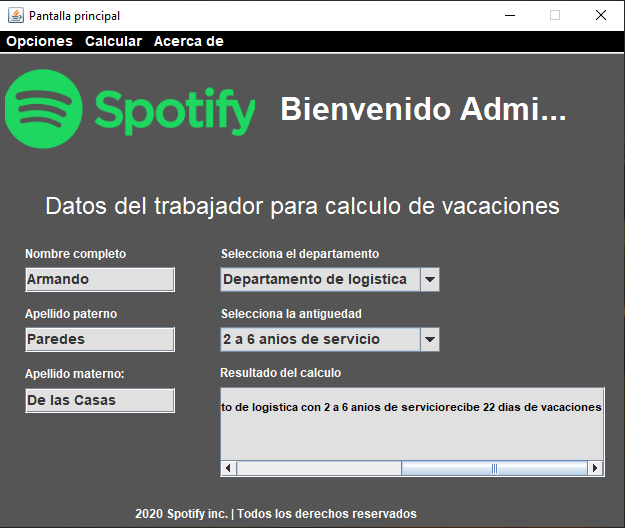 Pantalla principal
Opciones Calcular Acerca de
Spotify
Bienvenido Admi...
Datos del trabajador para calculo de vacaciones
Nombre completo
Armando
Apellido paterno
Paredes
Apellido materno:
De las Casas
Selecciona el departamento
Departamento de logistica
Selecciona la antiguedad
2 a 6 anios de servicio
Resultado del calculo
to de logistica con 2 a 6 anios de serviciorecibe 22 dias de vacaciones
2020 Spotify inc. | Todos los derechos reservados